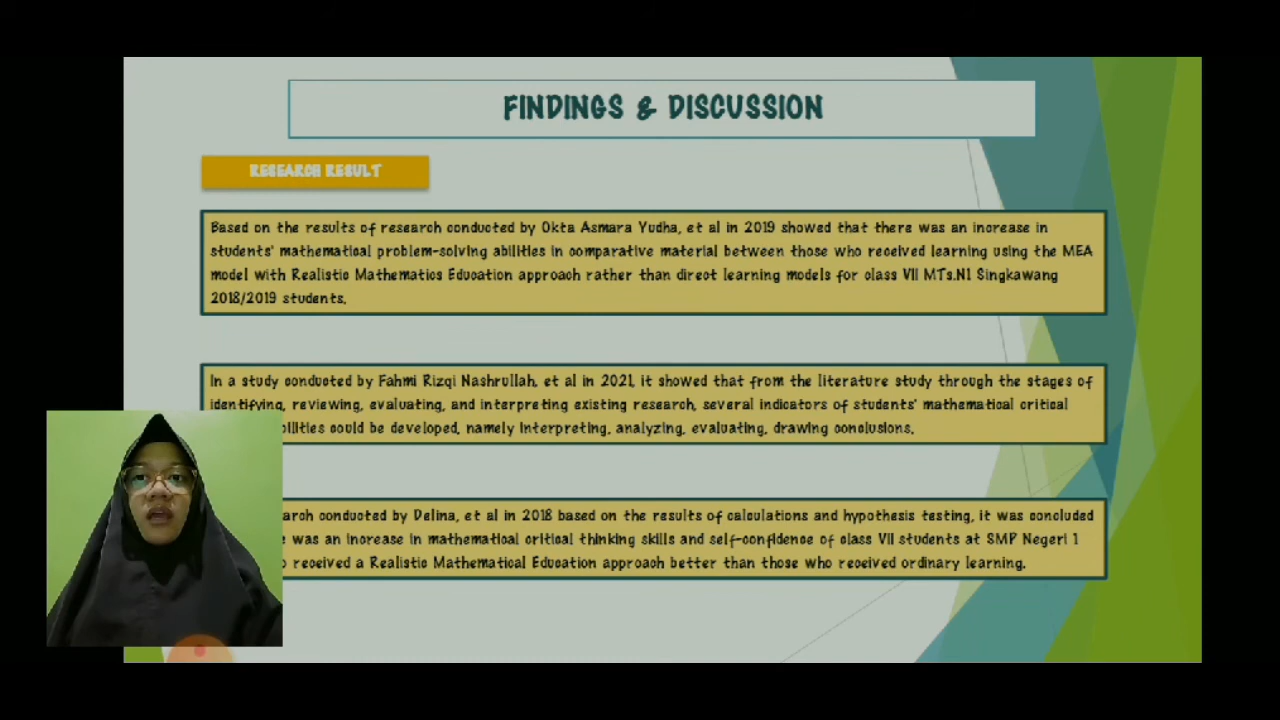 FINDINGS & DISCUSSION
RESEARCH RESULT
Based on the results of research conducted by Okta Asmara Yudha, et al in 2019 showed that there was an increase in
students' mathematical problem-solving abilities in comparative material between those who received learning using the MEA
model with Realistic Mathematics Education approach rather than direct learning models for class VII MTs.N1 Singkawang
2018/2019 students.
In a study conducted by Fahmi Rizqi Nashrullah, et al in 2021, it showed that from the literature study through the stages of
identifying, reviewing, evaluating, and interpreting existing research, several indicators of students' mathematical critical
could be developed, namely interpreting, analyzing, evaluating, drawing conclusions.
conducted by Delina, et al in 2018 based on the results of calculations and hypothesis testing, it was concluded
was an increase in mathematical critical thinking skills and self-confidence of class VII students at SMP Negeri 1
received a Realistic Mathematical Education approach better than those who received ordinary learning.